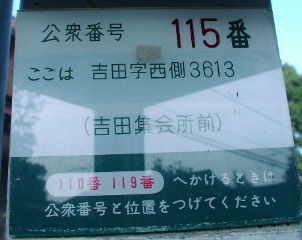 公衆番号 115番
ここは 吉田字西側3613
(吉田集会所前)
110番 119番 へかけるときは
公衆番号と位置をつげてください